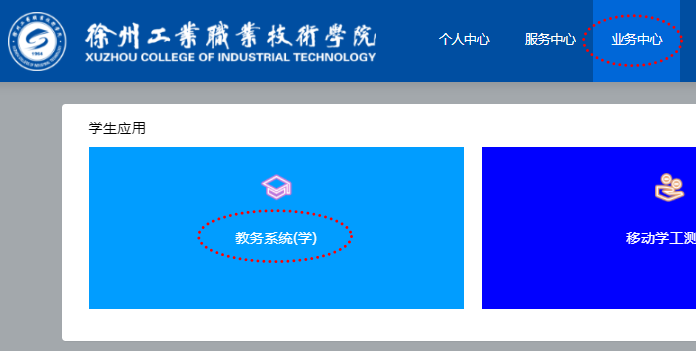 徐州工業職業技術學院
XUZHOU COLLEGE OF INDUSTRIAL TECHNOLOGY
个人中心
服务中心
业务中心
学生应用
教务系统(学)
移动学工测